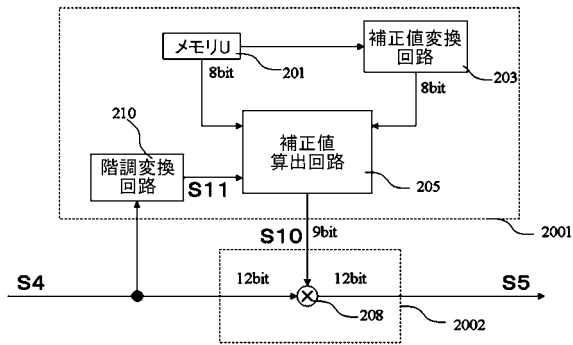 メモリU
201
補正値変換
回路
203
8bit
8bit
210
階調変換
回路
S11
補正値
算出回路
205
S10
9bit
2001
S4
12bit
12bit
S5
208
2002